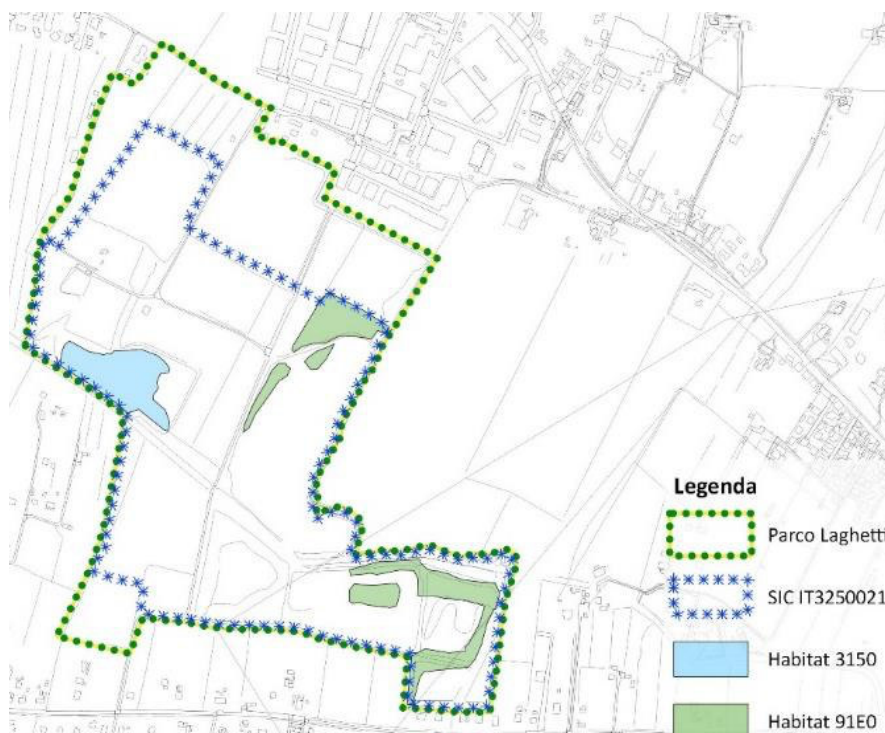 Legenda
Parco Laghetti
SIC IT3250021
Habitat 3150
Habitat 91E0